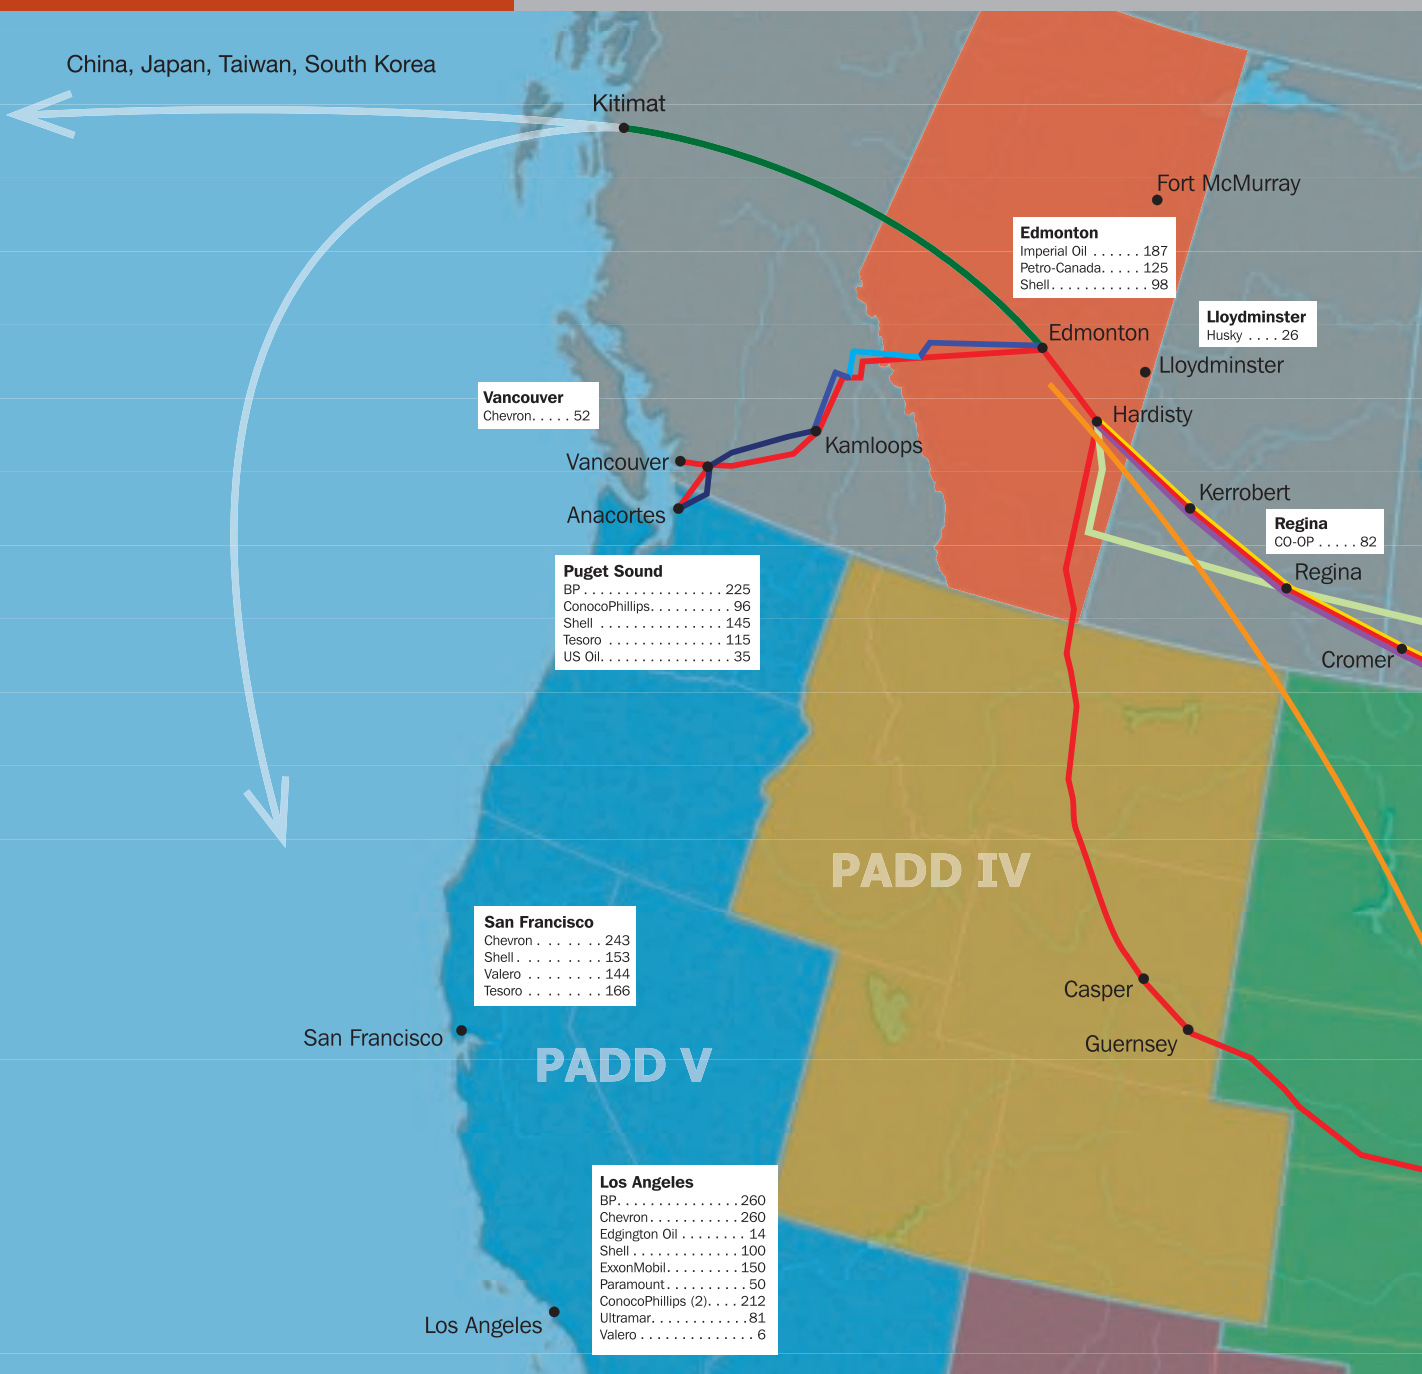 China, Japan, Taiwan, South Korea
Kitimat
Fort McMurray
Edmonton
Imperial Oil . . . . . . 187
Petro-Canada. . . . . 125
Shell. . . . . . . . . . . . 98
Lloydminster
Husky . . . . 26
Edmonton
Lloydminster
Vancouver
Chevron. . . . . 52
Hardisty
Kamloops
Vancouver
Kerrobert
Anacortes
Regina
CO-OP . . . . . 82
Regina
Puget Sound
BP . . . . . . . . . . . . . . . . . 225
ConocoPhillips. . . . . . . . . . 96
Shell . . . . . . . . . . . . . . . 145
Tesoro . . . . . . . . . . . . . . 115
US Oil. . . . . . . . . . . . . . . . 35
Cromer
PADD IV
San Francisco
Chevron . . . . . . . 243
Shell . . . . . . . . . 153
Valero . . . . . . . . 144
Tesoro . . . . . . . . 166
Casper
San Francisco
Guernsey
PADD V
Los Angeles
BP. . . . . . . . . . . . . . . 260
Chevron. . . . . . . . . . . 260
Edgington Oil . . . . . . . . 14
Shell . . . . . . . . . . . . . 100
ExxonMobil. . . . . . . . . 150
Paramount. . . . . . . . . . 50
ConocoPhillips (2). . . . 212
Ultramar. . . . . . . . . . . .81
Valero . . . . . . . . . . . . . . 6
Los Angeles